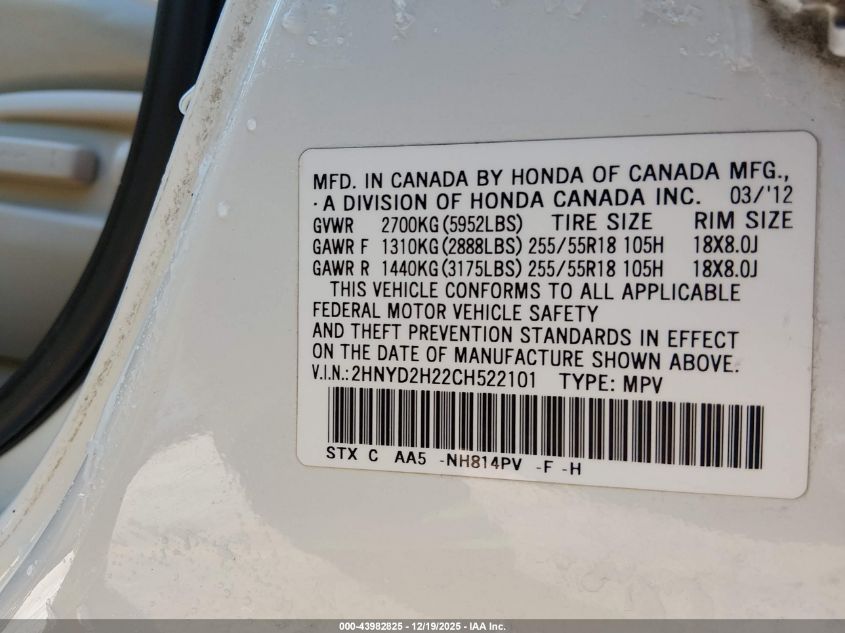 MFD. IN CANADA BY HONDA OF CANADA MFG.,
·A DIVISION OF HONDA CANADA INC. 03/'12
GVWR 2700KG(5952LBS) TIRE SIZE RIM SIZE
GAWR F 1310KG(2888LBS) 255/55R18 105H 18X8.0J
GAWR R 1440KG(3175LBS) 255/55R18 105H 18X8.0J
THIS VEHICLE CONFORMS TO ALL APPLICABLE
FEDERAL MOTOR VEHICLE SAFETY
AND THEFT PREVENTION STANDARDS IN EFFECT
ON THE DATE OF MANUFACTURE SHOWN ABOVE.
V.I.N.:2HNYD2H22CH522101 TYPE: MPV
STX C AA5 -NH814PV -F -H
000-43982825 - 12/19/2025 - IAA Inc.